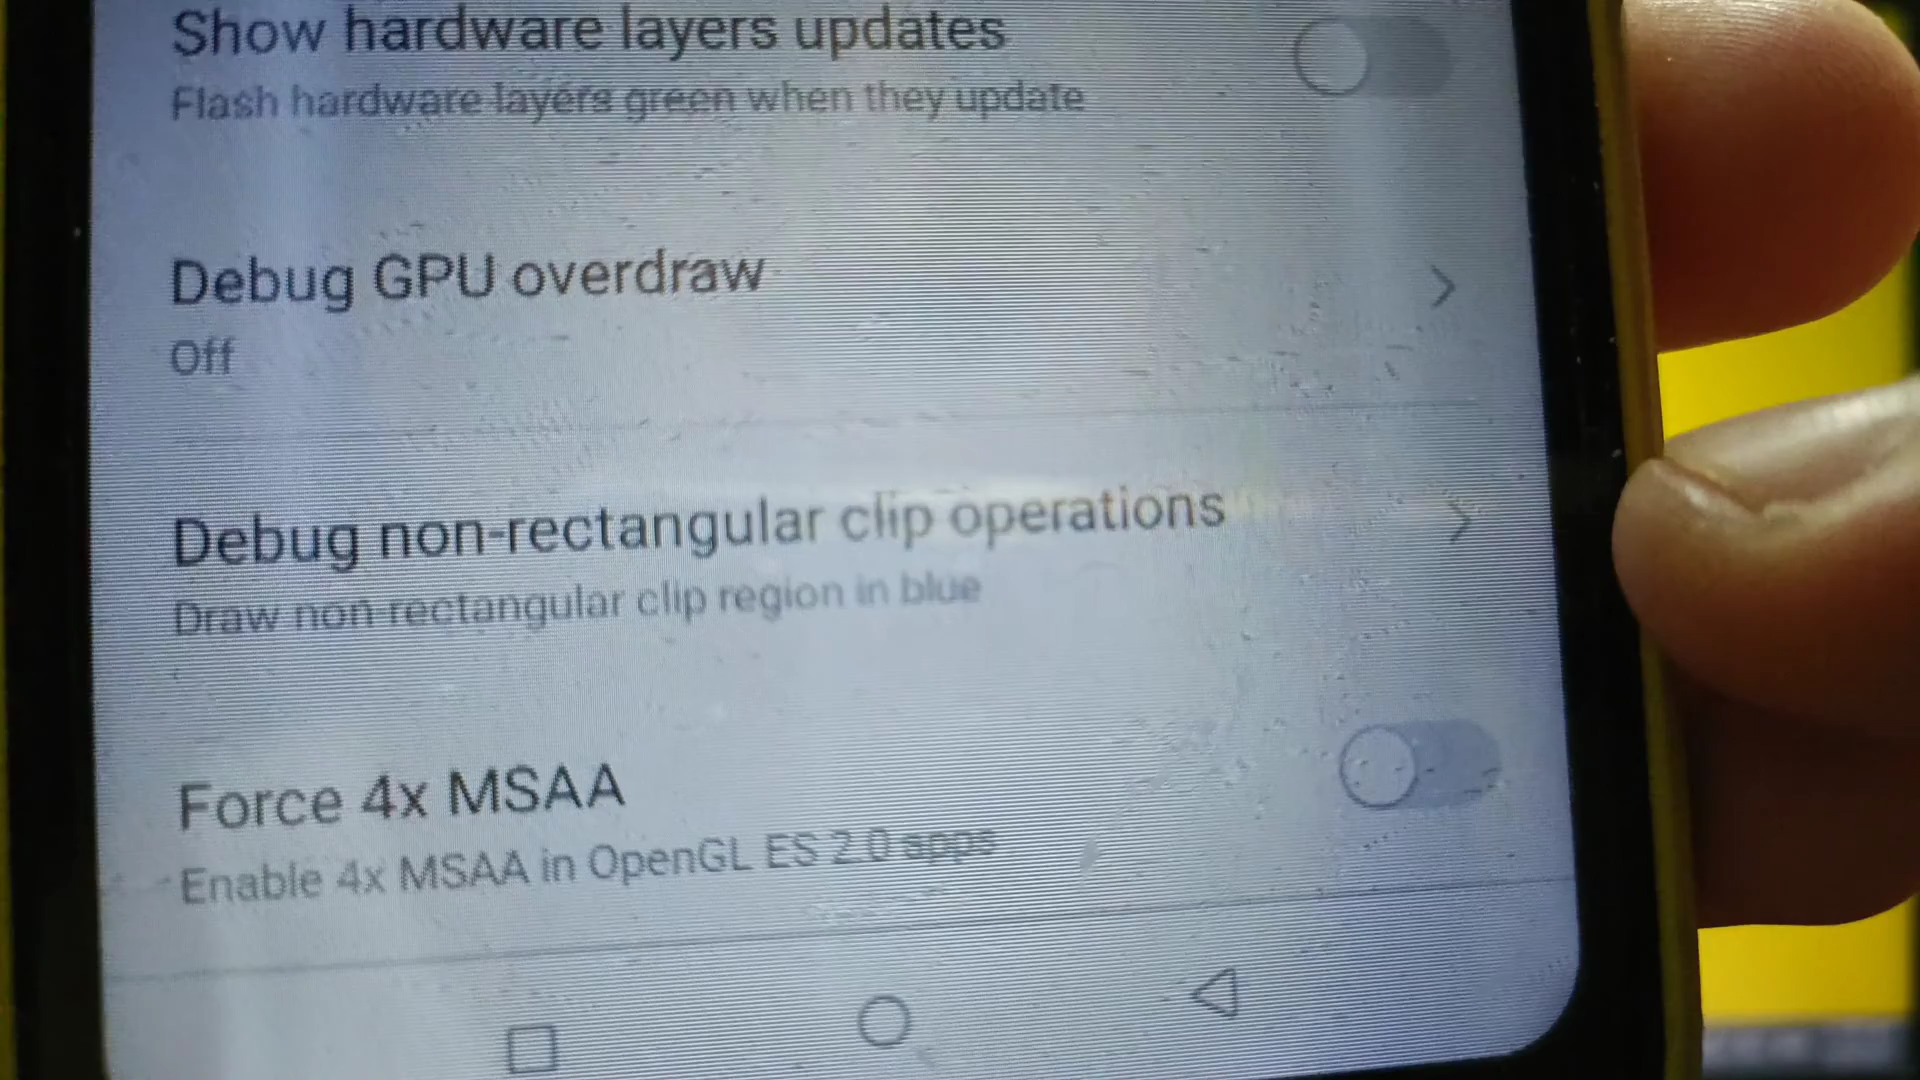 Show hardware layers updates
Flash hardware layers green when they update
Debug GPU overdraw
Off
Debug non-rectangular clip operations
Draw non-rectangular clip region in blue
Force 4x MSAA
Enable 4x MSAA in OpenGL ES 2.0 apps